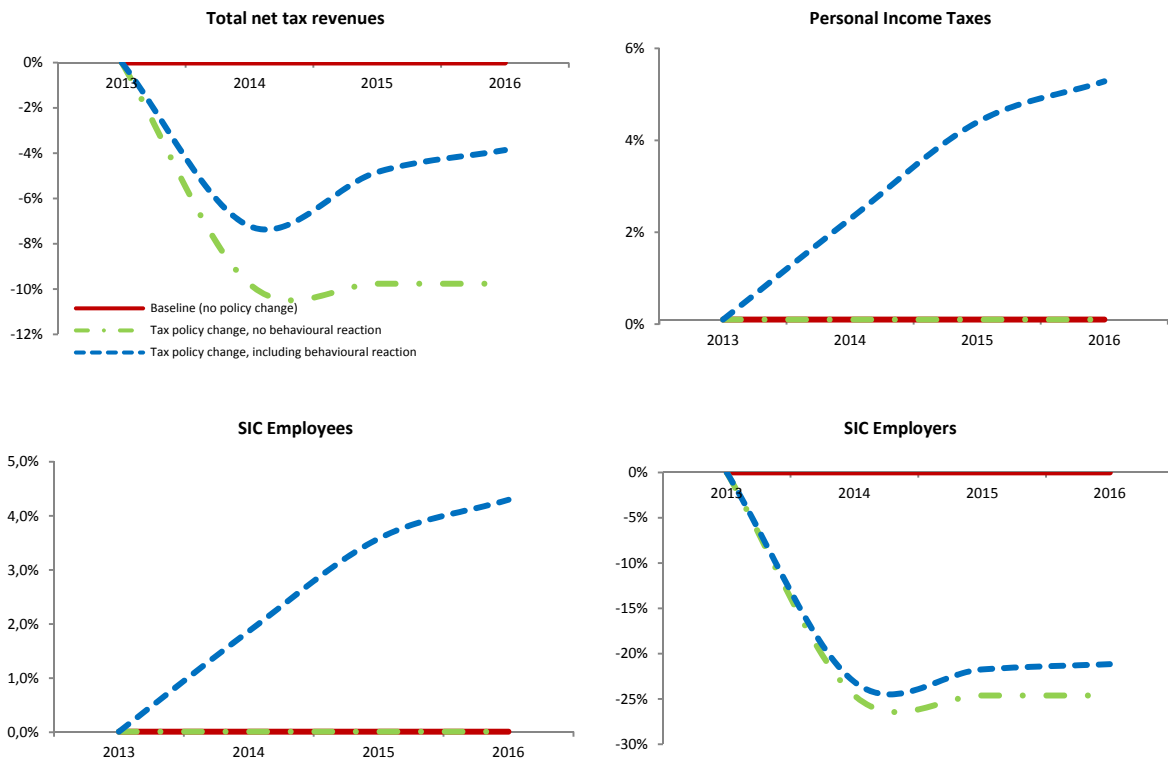 Total net tax revenues
0%
-2%
-4%
-6%
-8%
-10%
-12%
2013 2014 2015 2016
Baseline (no policy change)
Tax policy change, no behavioural reaction
Tax policy change, including behavioural reaction
Personal Income Taxes
6%
4%
2%
0%
2013 2014 2015 2016
SIC Employees
5,0%
4,0%
3,0%
2,0%
1,0%
0,0%
2013 2014 2015 2016
SIC Employers
0%
-5%
-10%
-15%
-20%
-25%
-30%
2013 2014 2015 2016